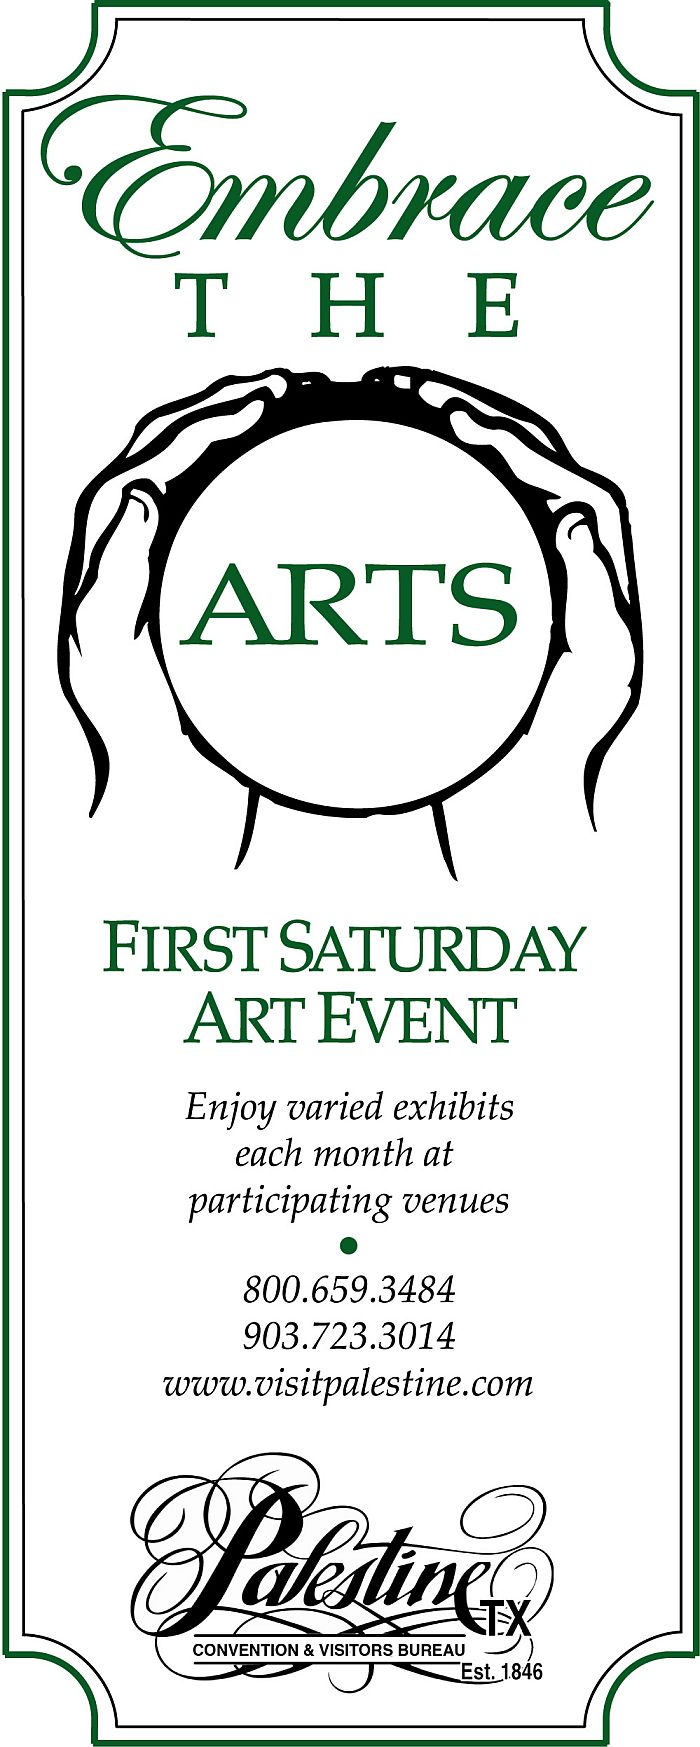 Embrace
THE
ARTS
FIRST SATURDAY
ART EVENT
Enjoy varied exhibits
each month at
participating venues
800.659.3484
903.723.3014
www.visitpalestine.com
Palestine TX
CONVENTION & VISITORS BUREAU
Est. 1846